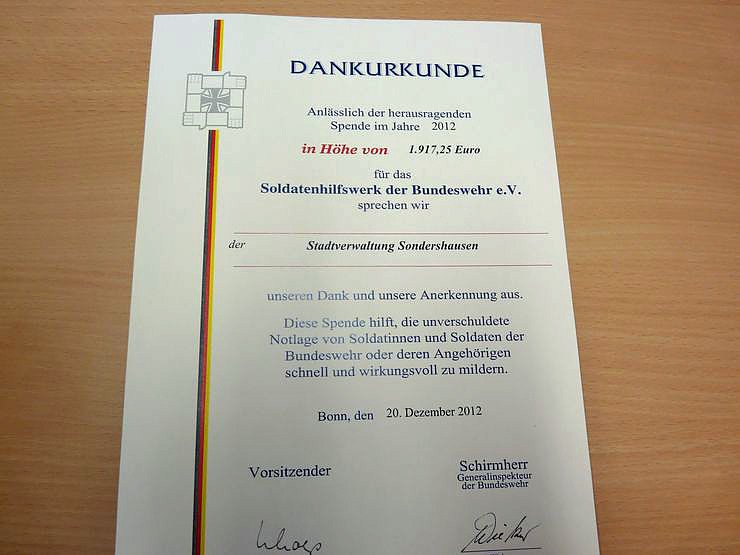 DANKURKUNDE
Anlässlich der herausragenden
Spende im Jahre 2012
in Höhe von 1.917,25 Euro
für das
Soldatenhilfswerk der Bundeswehr e.V.
sprechen wir
der Stadtverwaltung Sondershausen
unseren Dank und unsere Anerkennung aus.
Diese Spende hilft, die unverschuldete
Notlage von Soldatinnen und Soldaten der
Bundeswehr oder deren Angehörigen
schnell und wirkungsvoll zu mildern.
Bonn, den 20. Dezember 2012
Vorsitzender
Schirmherr
Generalinspekteur
der Bundeswehr